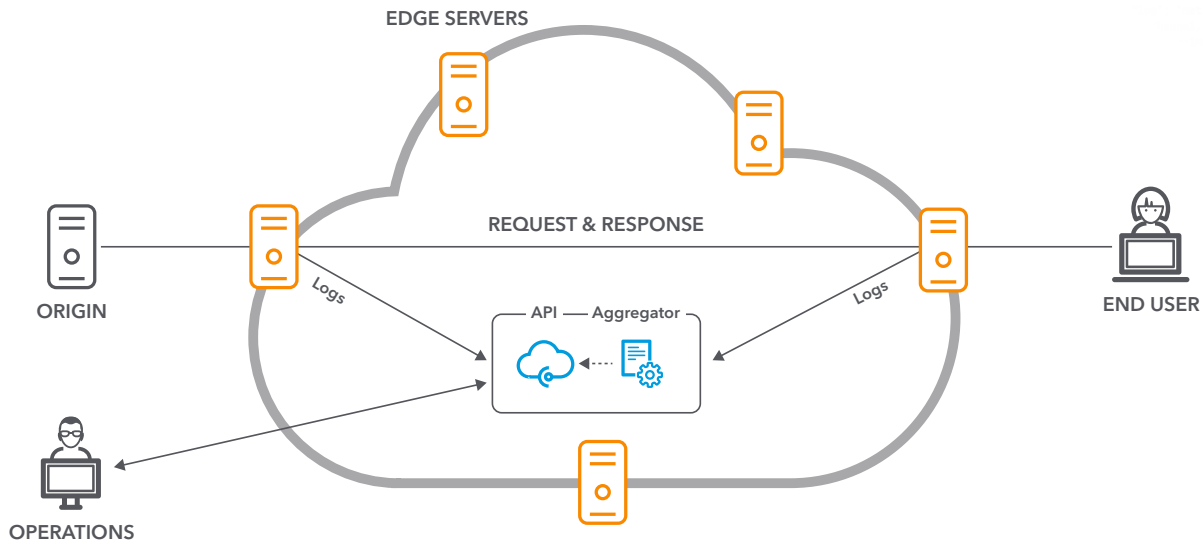 EDGE SERVERS
REQUEST & RESPONSE
ORIGIN
Logs
Logs
END USER
API
Aggregator
OPERATIONS